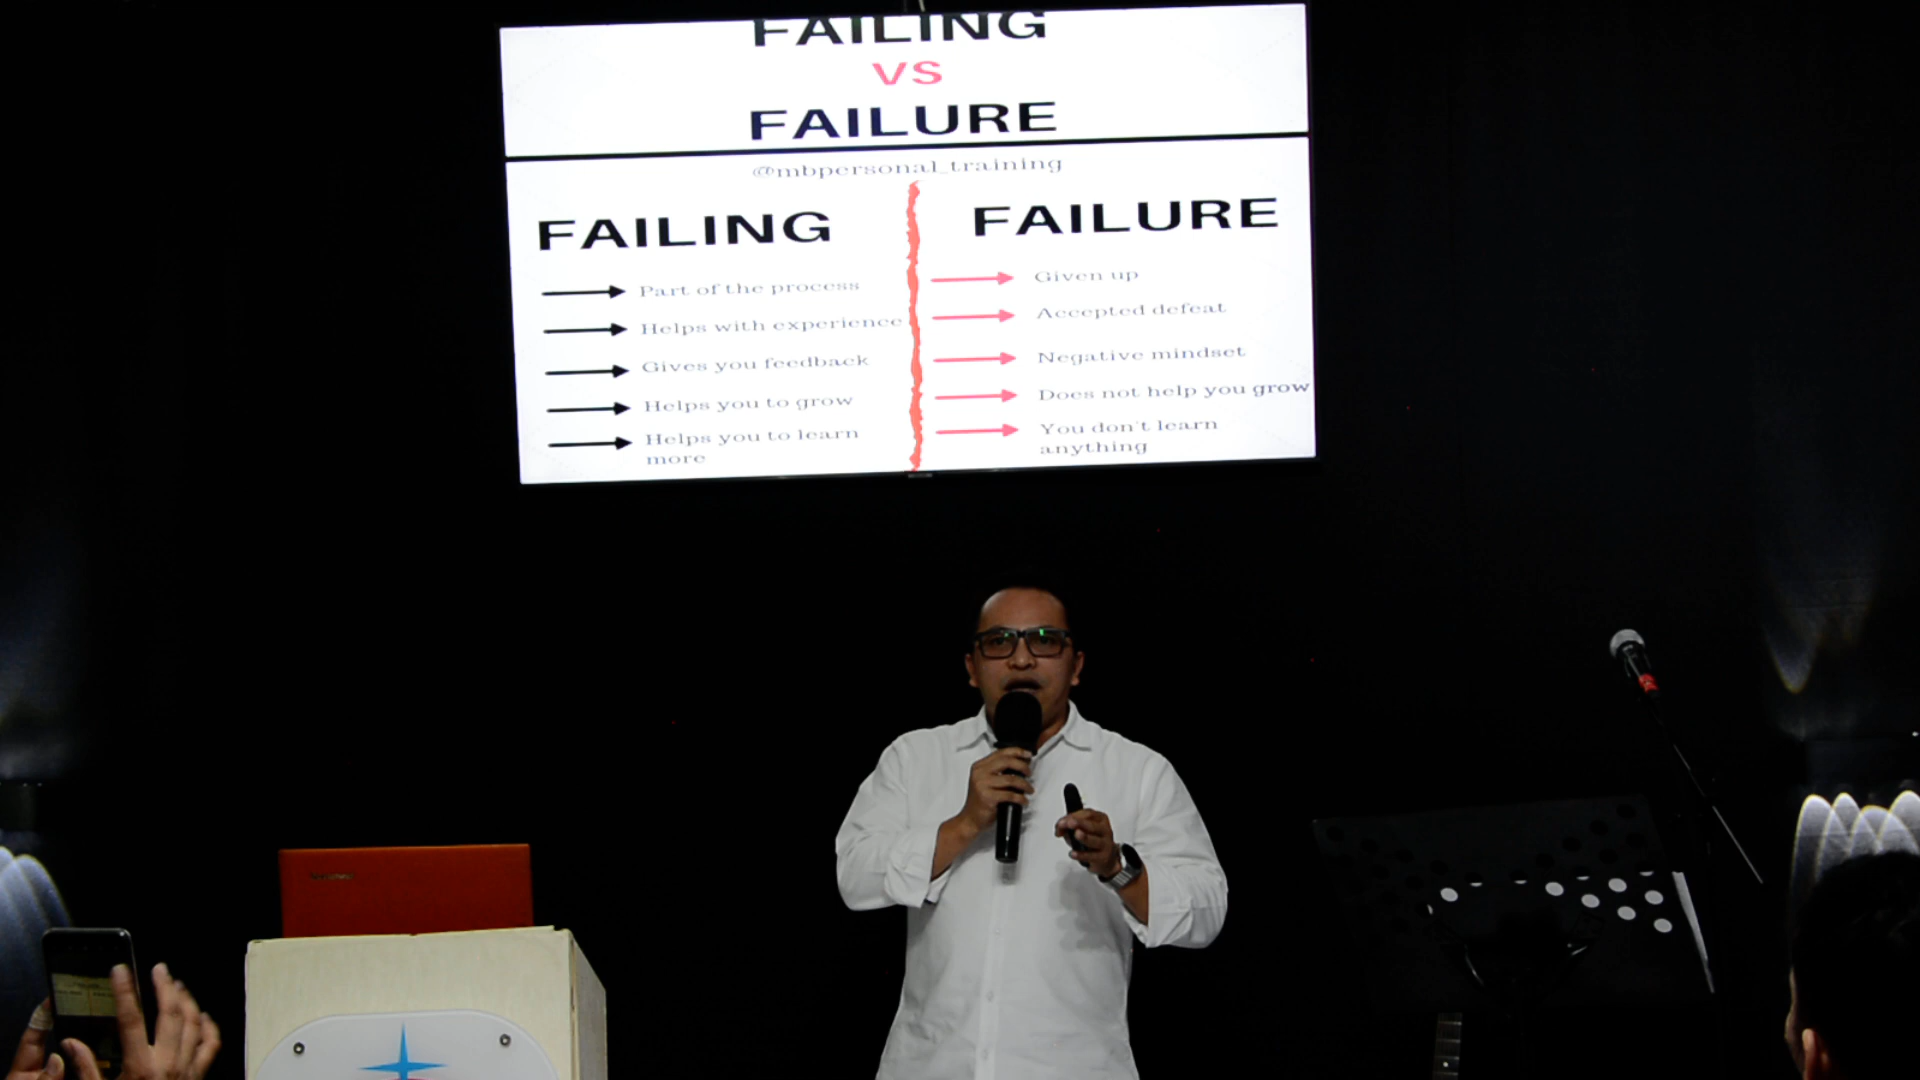 FAILING
VS
FAILURE
@mbpersonal_training
FAILING
Part of the process
Helps with experience
Gives you feedback
Helps you to grow
Helps you to learn
more
FAILURE
Given up
Accepted defeat
Negative mindset
Does not help you grow
You don't learn
anything